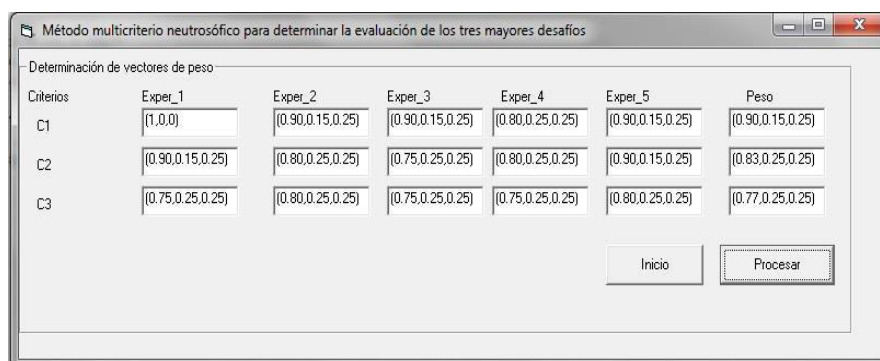 Método multicriterio neutrosófico para determinar la evaluación de los tres mayores desafíos
Determinación de vectores de peso
Criterios Exper_1 Exper_2 Exper_3 Exper_4 Exper_5 Peso
C1 (1,0,0) (0.90,0.15,0.25) (0.90,0.15,0.25) (0.80,0.25,0.25) (0.90,0.15,0.25) (0.90,0.15,0.25)
C2 (0.90,0.15,0.25) (0.80,0.25,0.25) (0.75,0.25,0.25) (0.80,0.25,0.25) (0.90,0.15,0.25) (0.83,0.25,0.25)
C3 (0.75,0.25,0.25) (0.80,0.25,0.25) (0.75,0.25,0.25) (0.75,0.25,0.25) (0.80,0.25,0.25) (0.77,0.25,0.25)
Inicio Procesar